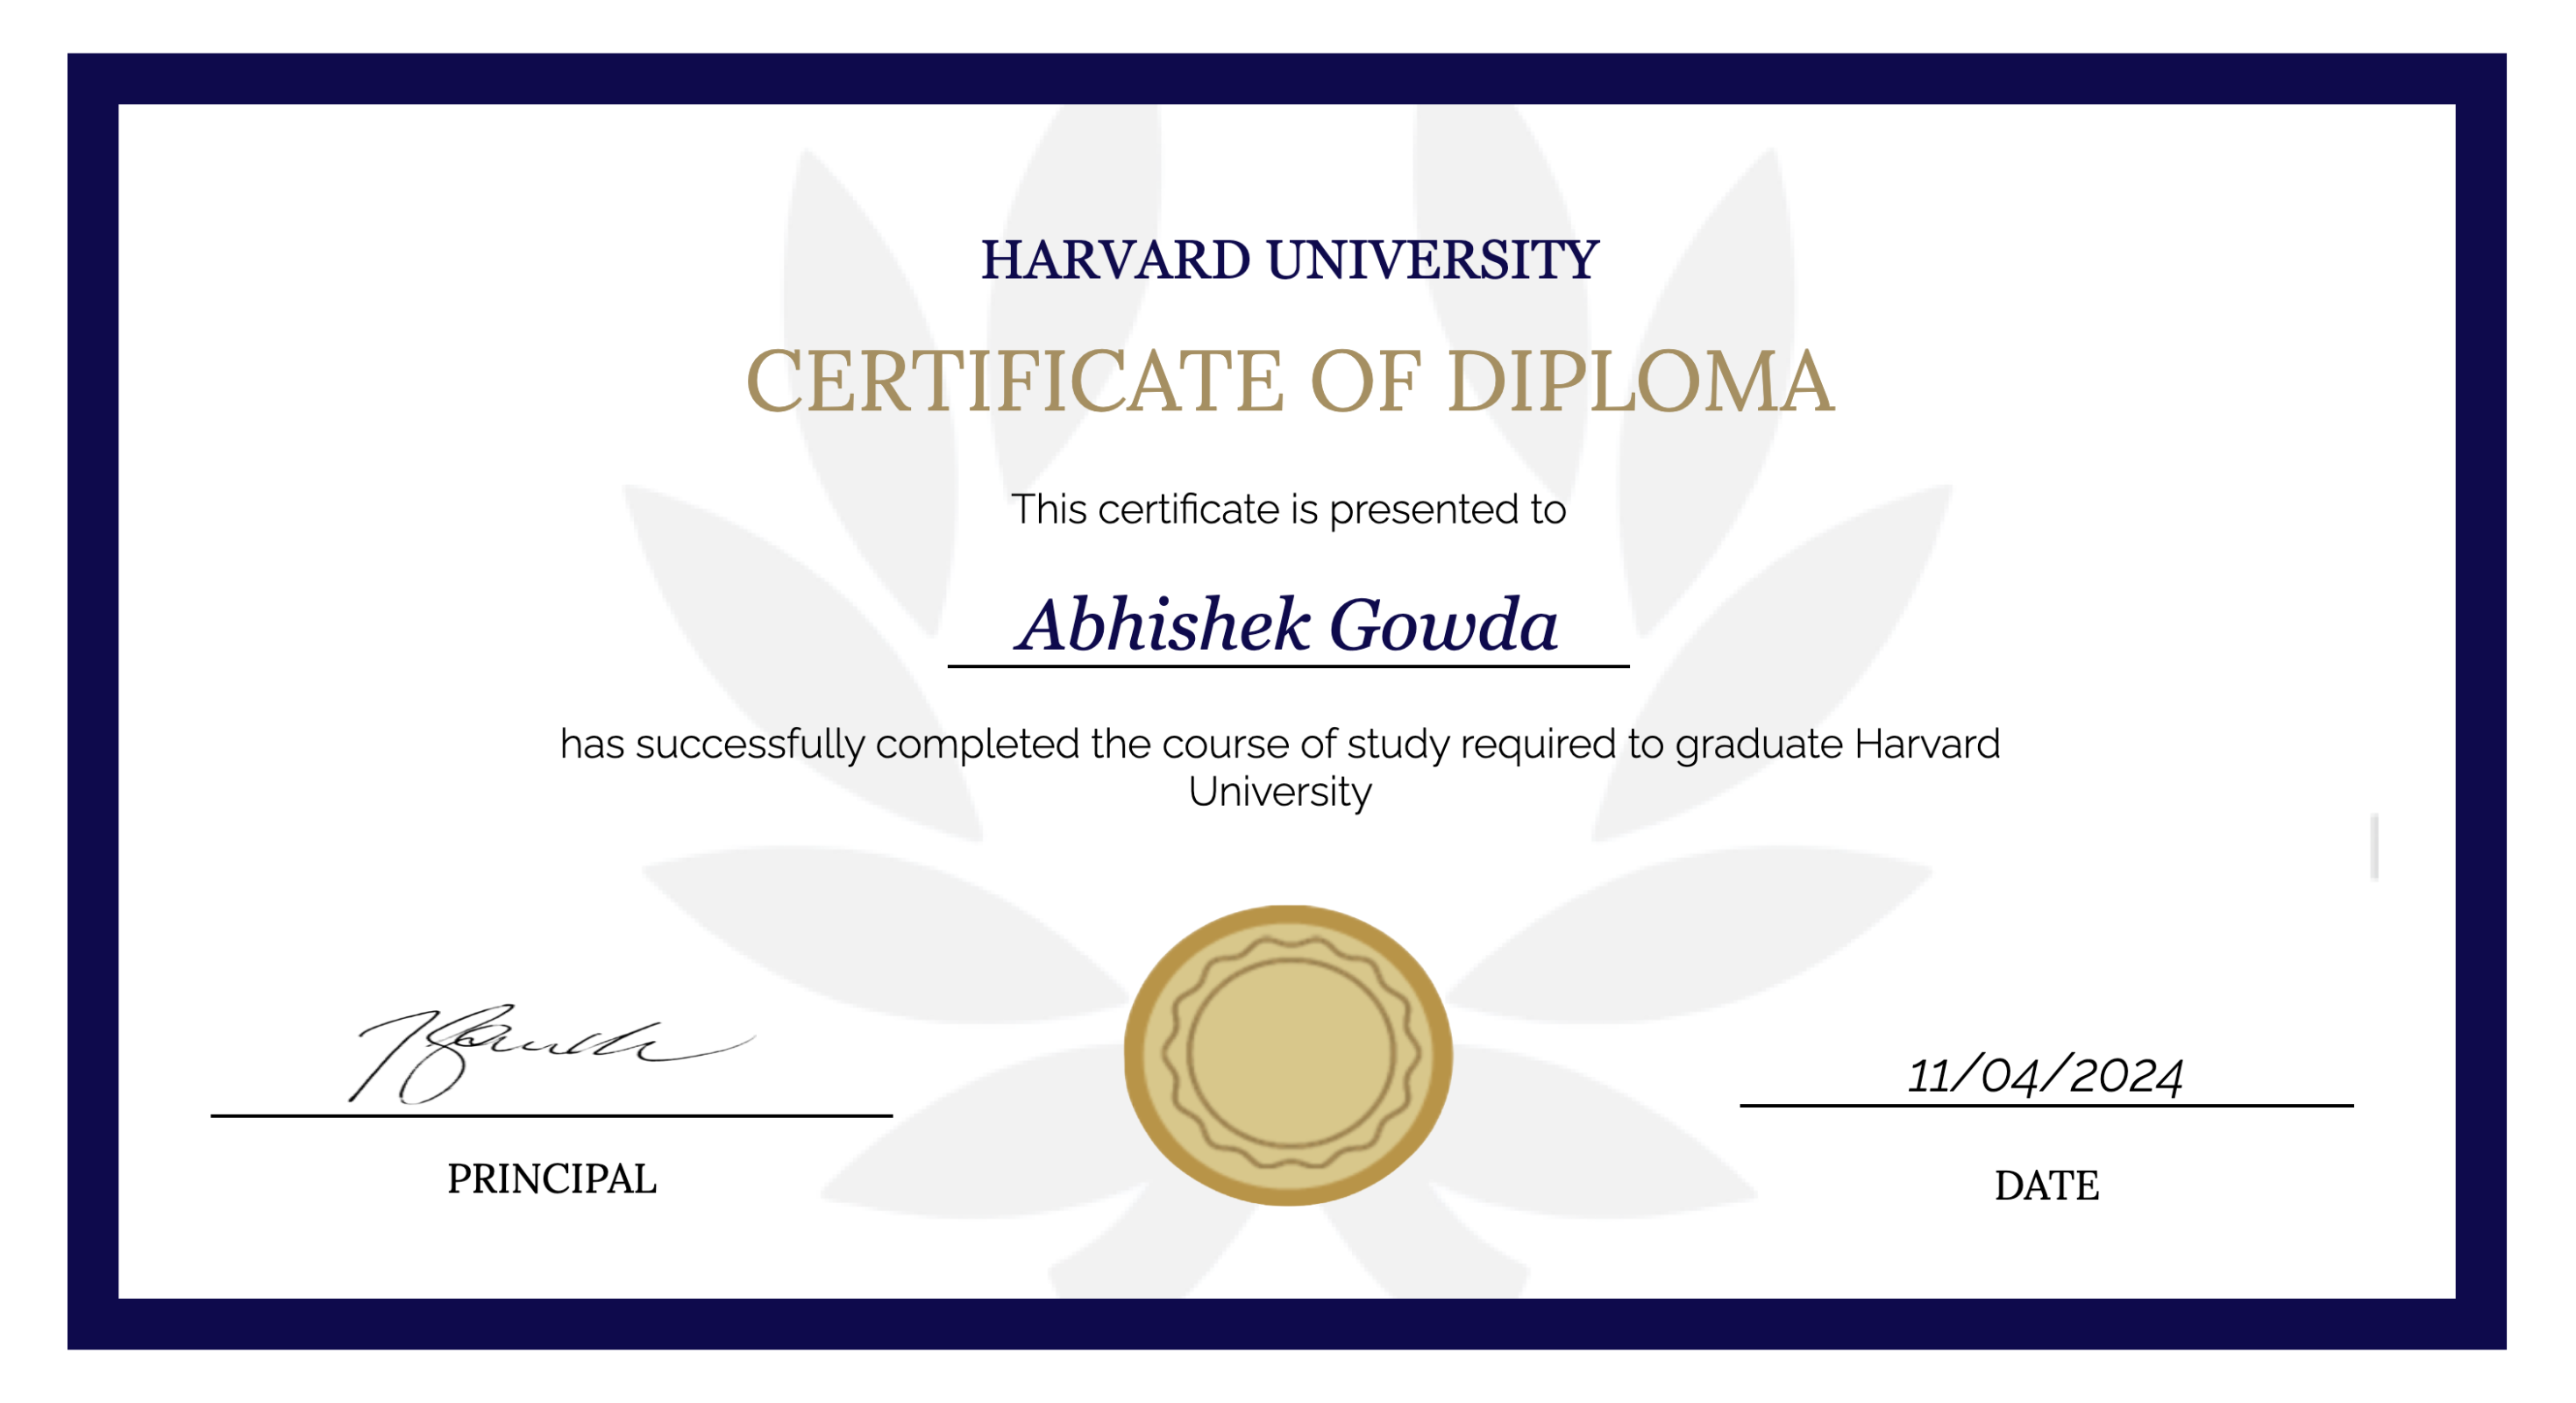 HARVARD UNIVERSITY
CERTIFICATE OF DIPLOMA
This certificate is presented to
Abhishek Gowda
has successfully completed the course of study required to graduate Harvard
University
11/04/2024
PRINCIPAL
DATE